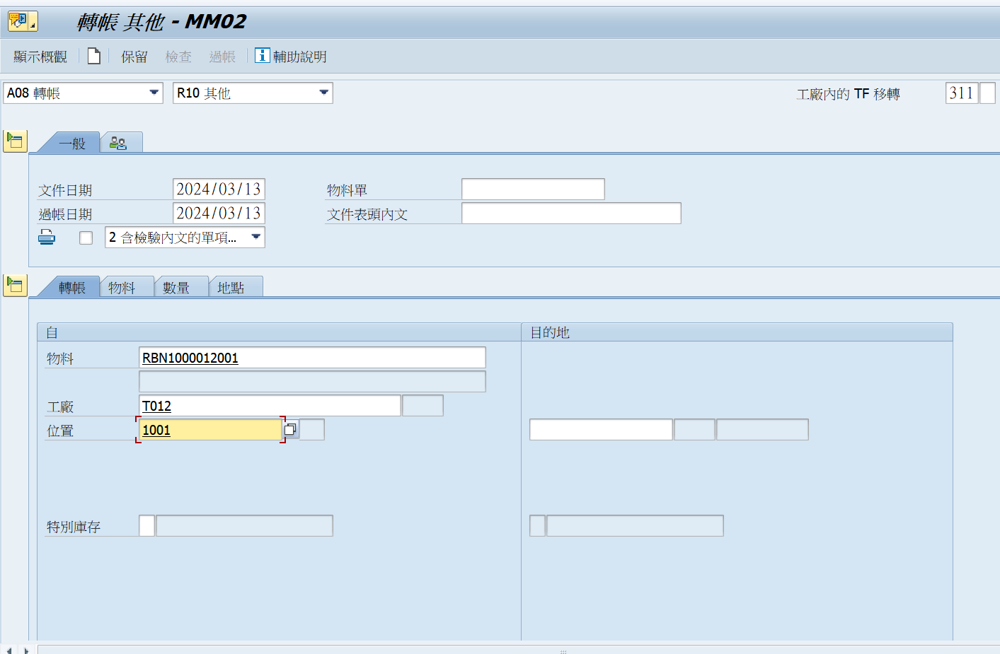 轉帳 其他 - MM02
顯示概觀 保留 檢查 過帳 輔助說明
A08 轉帳 R10 其他 工廠內的 TF 移轉 311
一般
文件日期 2024/03/13 物料單
過帳日期 2024/03/13 文件表頭內文
2 含檢驗內文的單項...
轉帳 物料 數量 地點
自 目的地
物料 RBN1000012001
工廠 T012
位置 1001
特別庫存